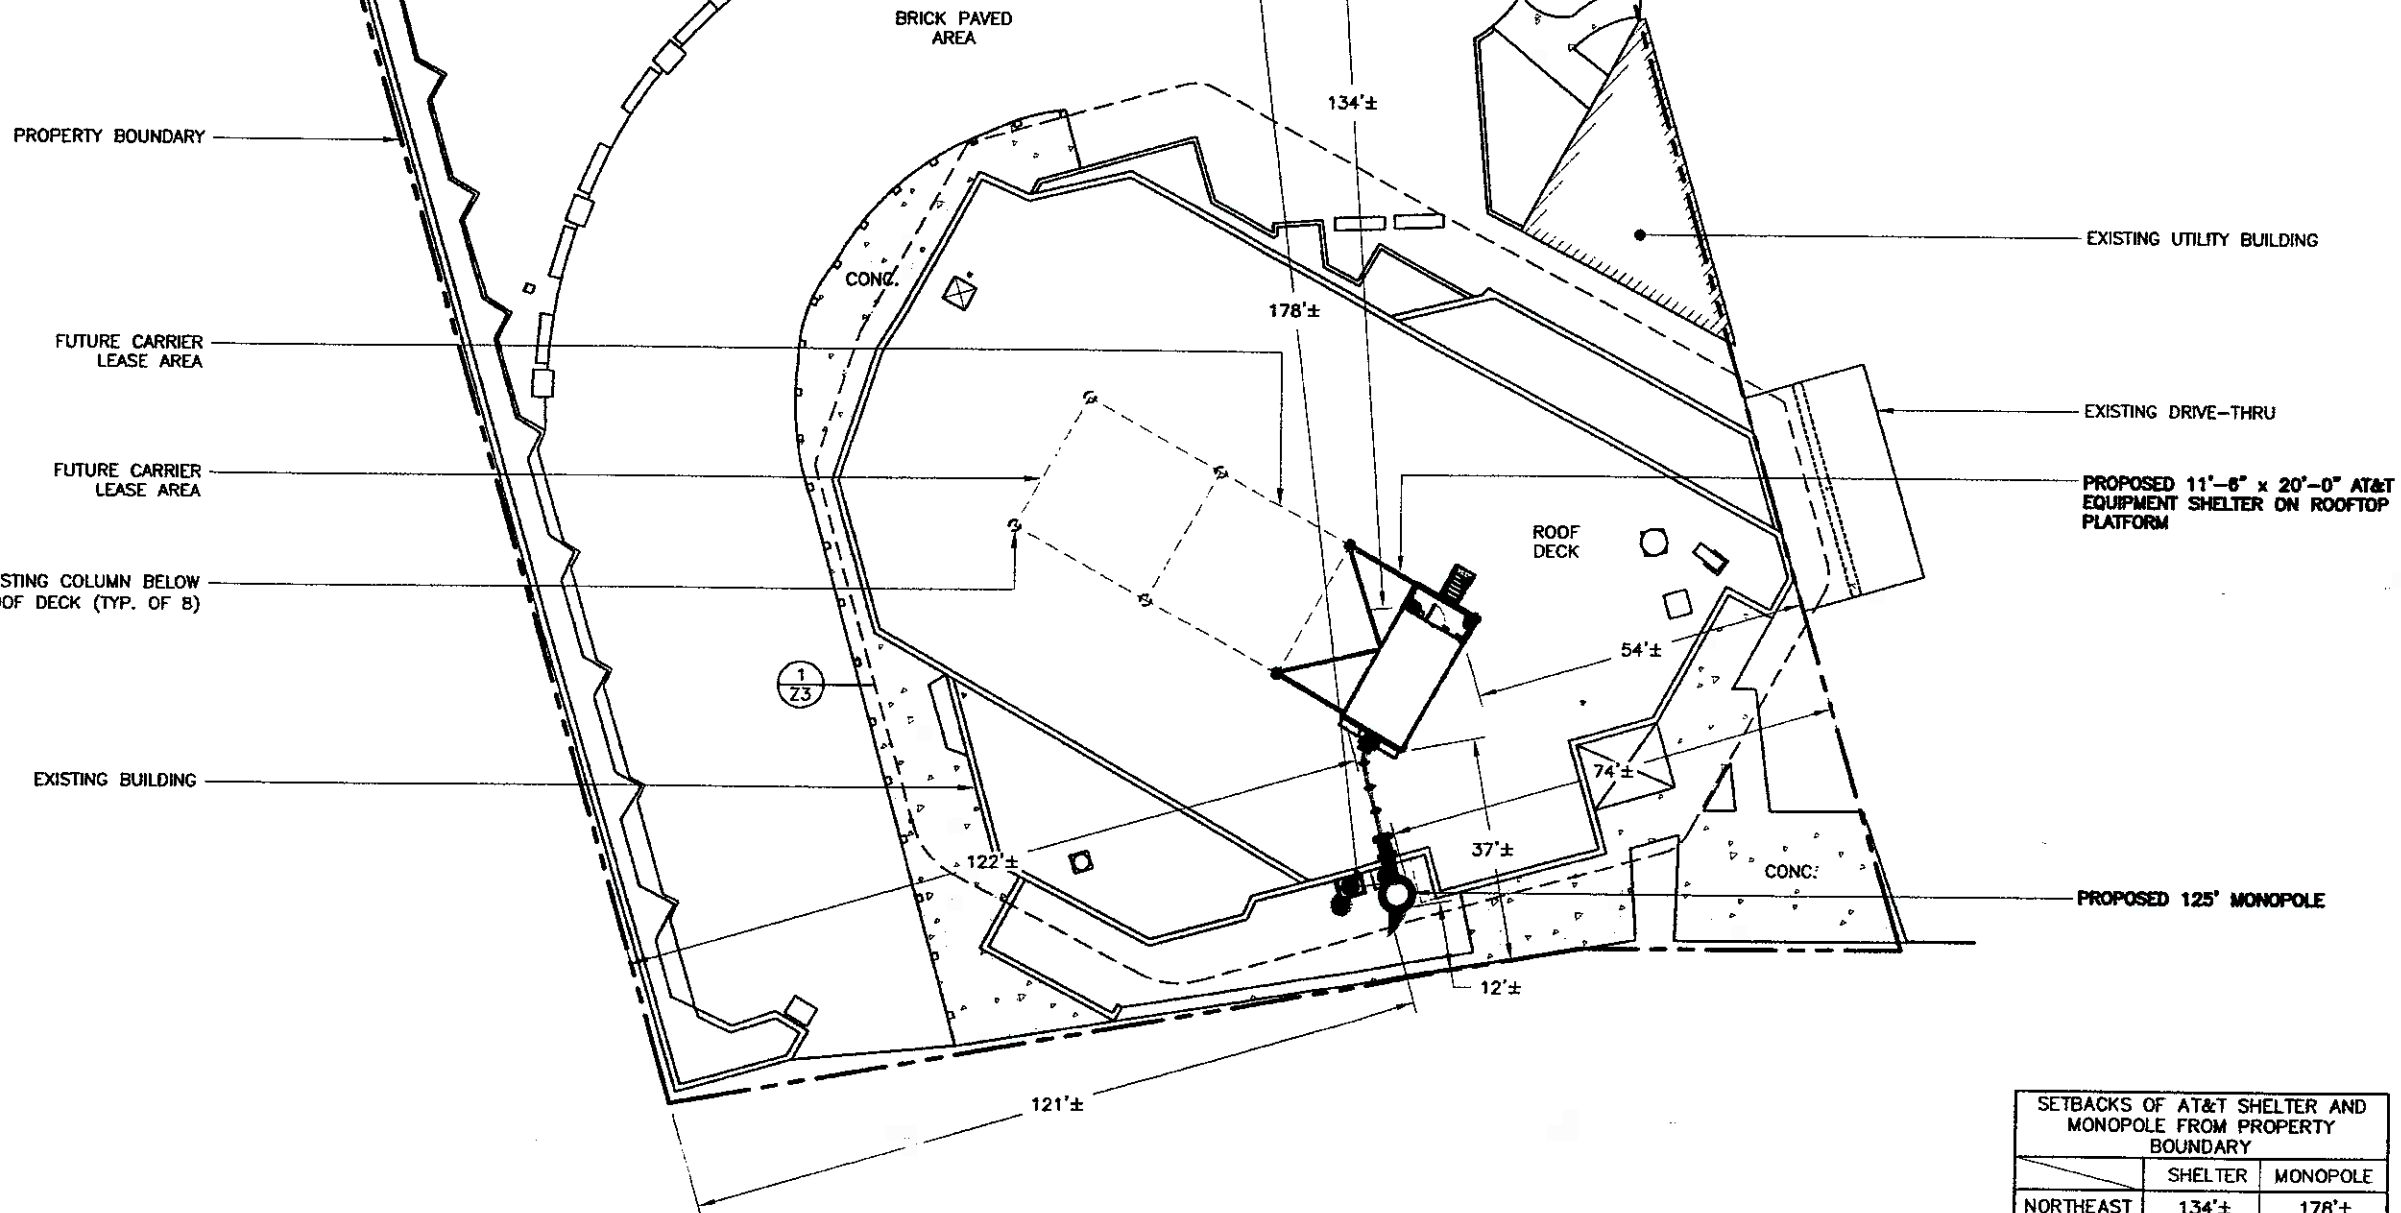 BRICK PAVED
AREA
134'±
PROPERTY BOUNDARY
EXISTING UTILITY BUILDING
CONC.
178'±
FUTURE CARRIER
LEASE AREA
EXISTING DRIVE-THRU
FUTURE CARRIER
LEASE AREA
PROPOSED 11'-6" x 20'-0" AT&T
EQUIPMENT SHELTER ON ROOFTOP
PLATFORM
ROOF
DECK
STING COLUMN BELOW
OF DECK (TYP. OF 8)
54'±
1
Z3
EXISTING BUILDING
74'±
122'±
37'±
CONC.
PROPOSED 125' MONOPOLE
12'±
121'±
SETBACKS OF AT&T SHELTER AND
MONOPOLE FROM PROPERTY
BOUNDARY
SHELTER MONOPOLE
NORTHEAST 134'± 178'±